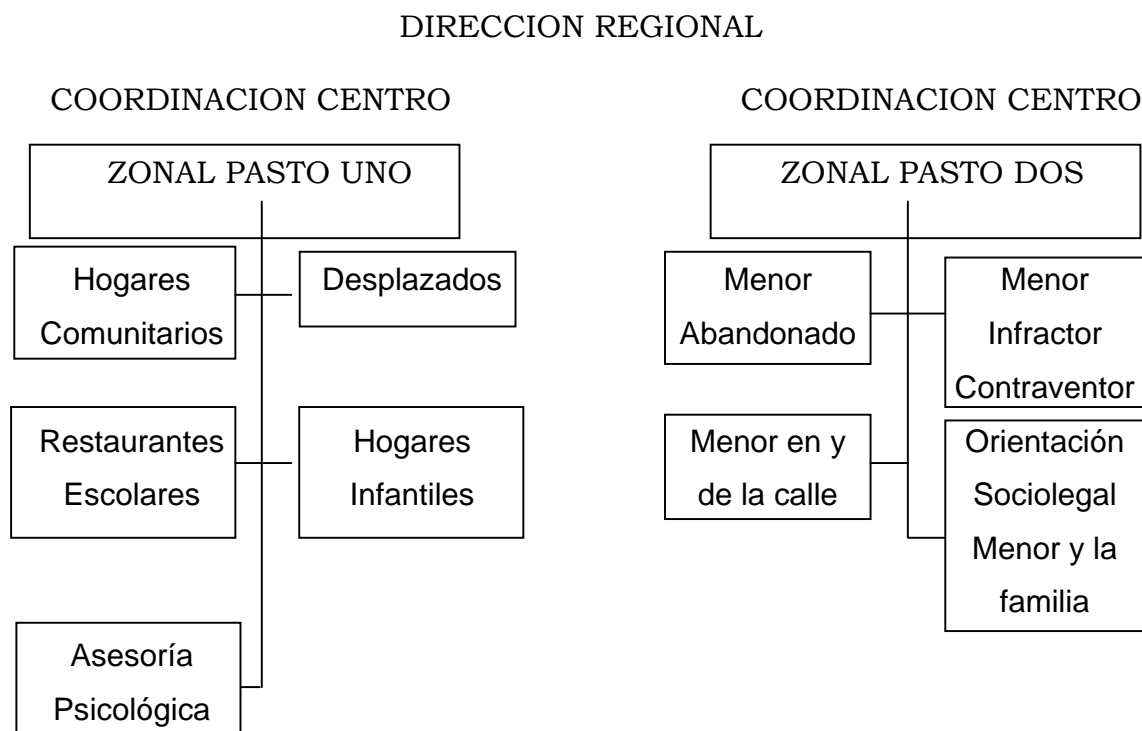 DIRECCION REGIONAL
COORDINACION CENTRO
ZONAL PASTO UNO
Hogares
Comunitarios
Desplazados
Restaurantes
Escolares
Hogares
Infantiles
Asesoría
Psicológica
COORDINACION CENTRO
ZONAL PASTO DOS
Menor
Abandonado
Menor
Infractor
Contraventor
Menor en y
de la calle
Orientación
Sociolegal
Menor y la
familia